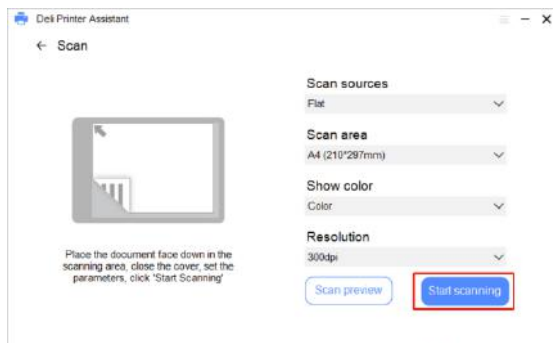 Deli Printer Assistant
Scan
Scan sources
Flat
Scan area
A4 (210*297mm)
Show color
Color
Resolution
300dpi
Place the document face down in the
scanning area, close the cover, set the
parameters, click 'Start Scanning'
Scan preview
Start scanning